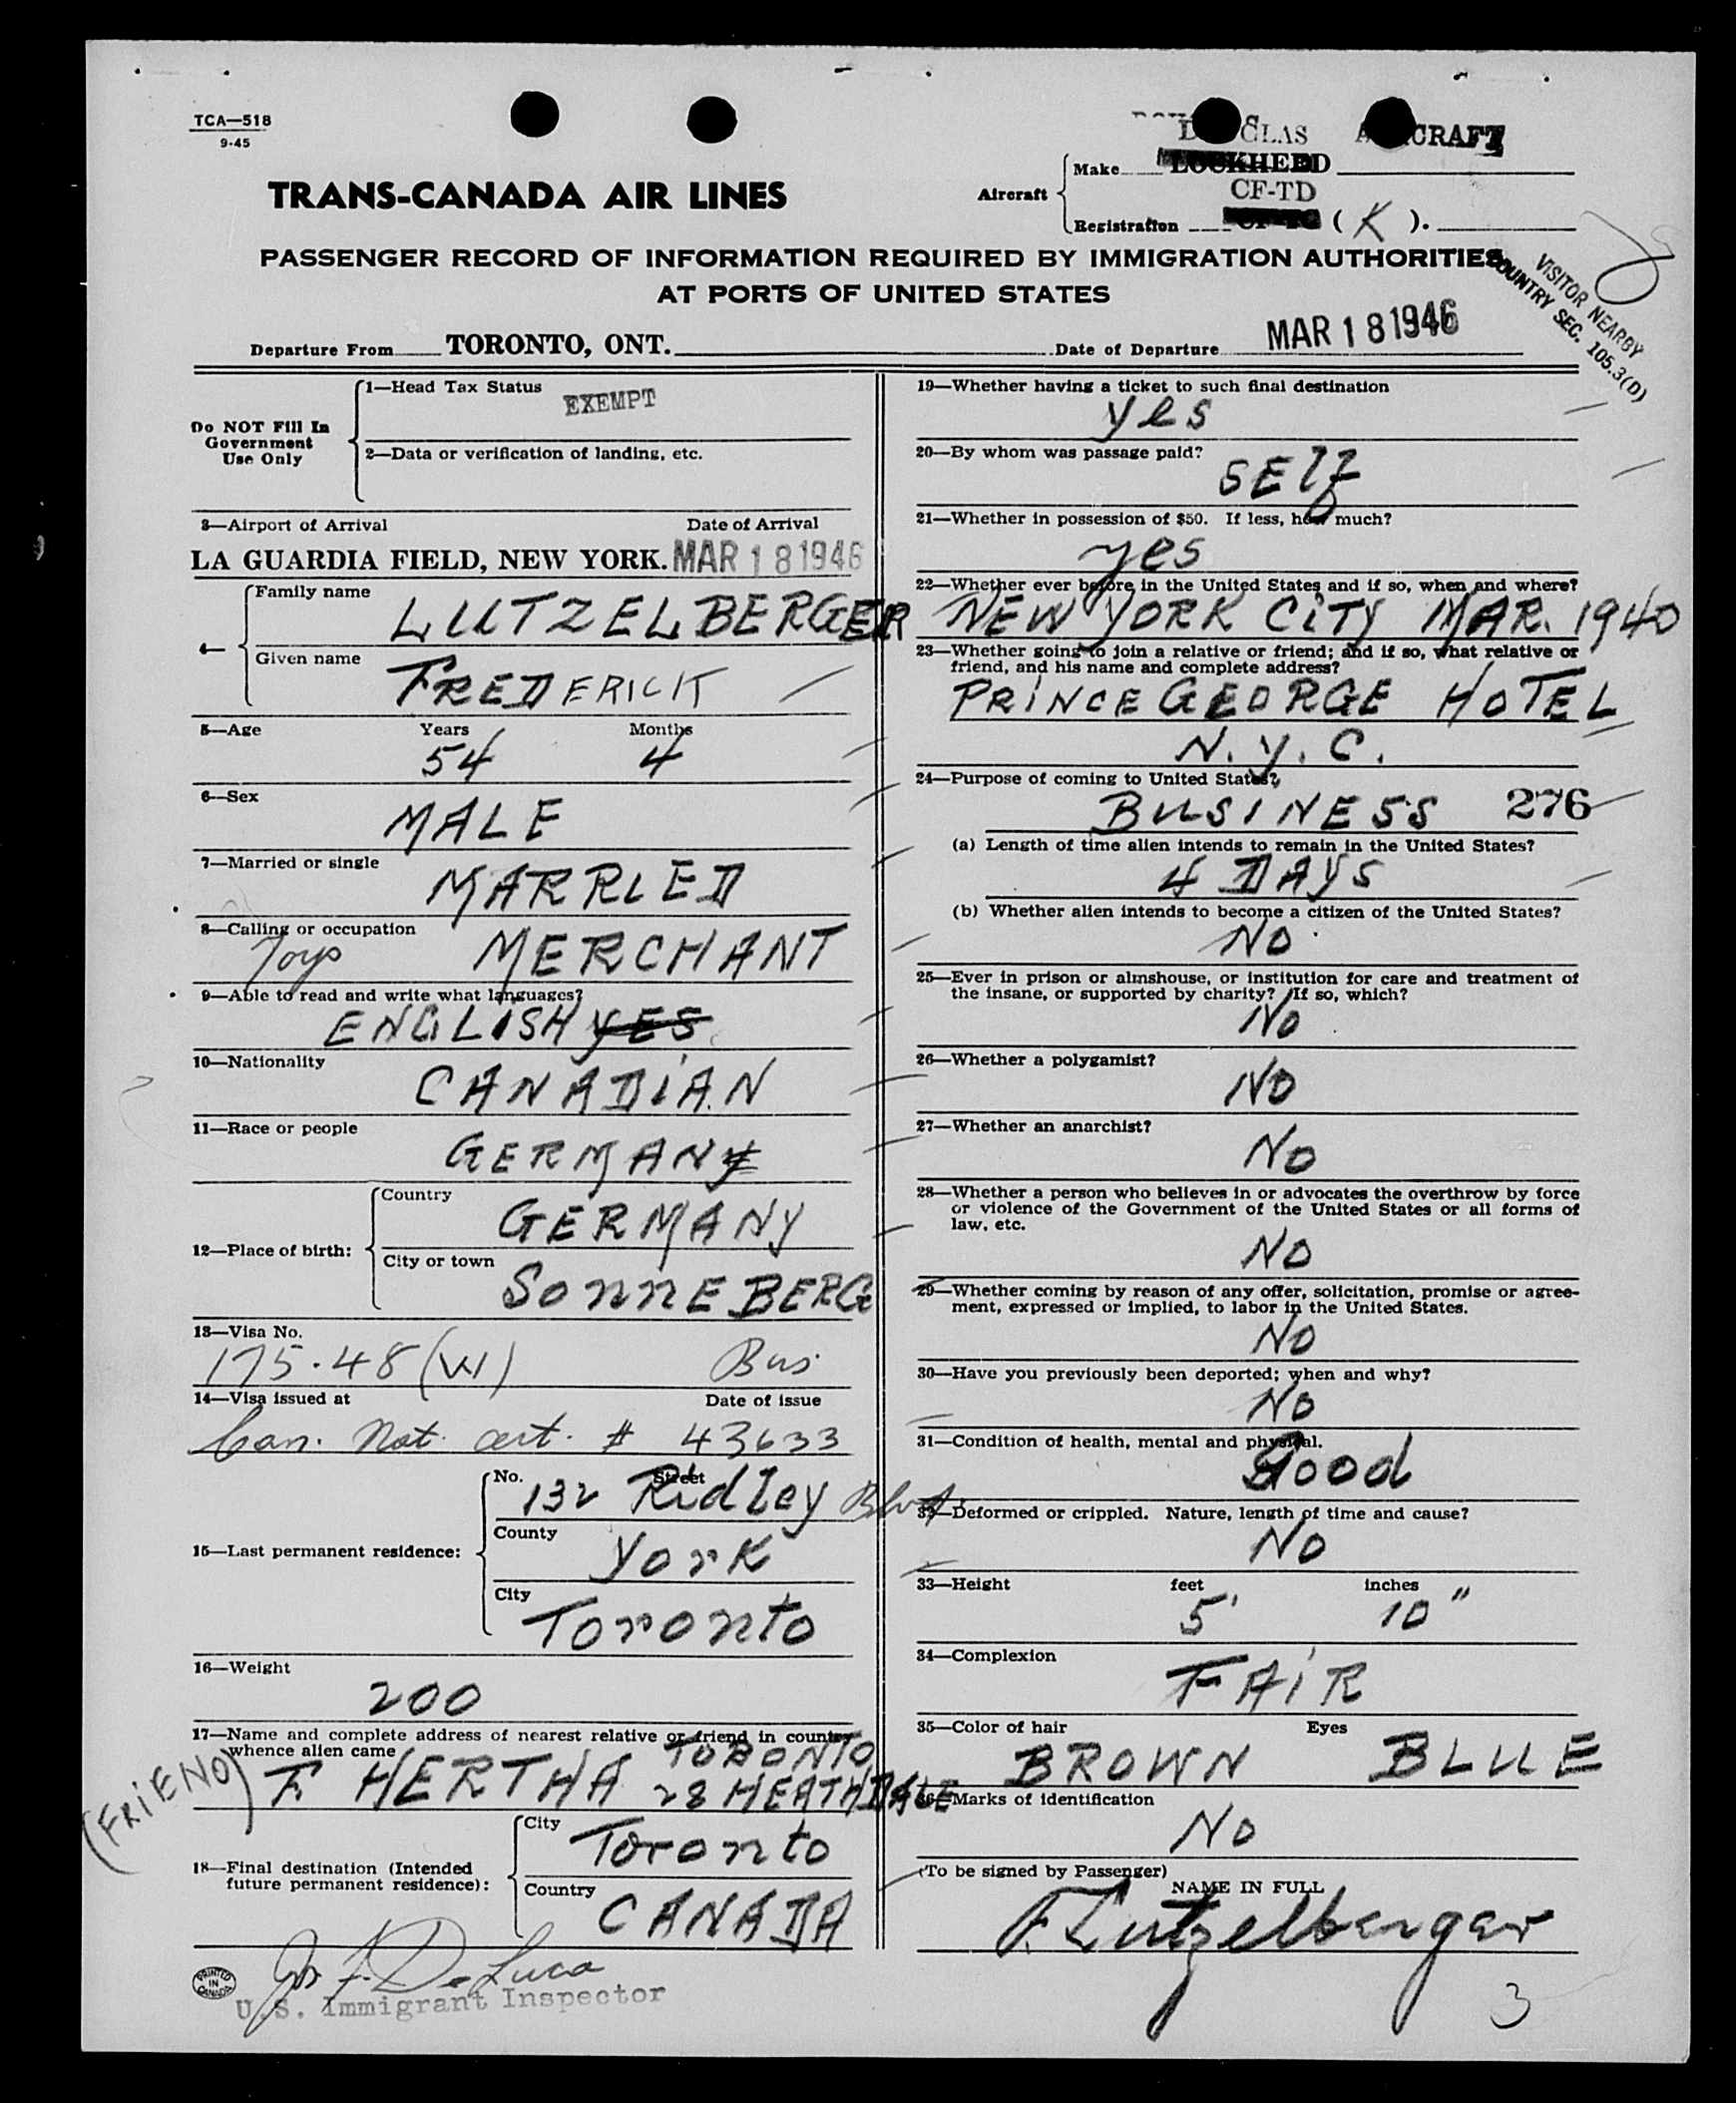 TCA—518
9-45
DOUGLAS AIRCRAFT
TRANS-CANADA AIR LINES
Aircraft
Make LOCKHEED
CF-TD
Registration CF-TC ( K ).
PASSENGER RECORD OF INFORMATION REQUIRED BY IMMIGRATION AUTHORITIES
AT PORTS OF UNITED STATES
VISITOR NEARBY
COUNTRY SEC. 105.3(D)
Departure From TORONTO, ONT. Date of Departure MAR 18 1946
Do NOT Fill In
Government
Use Only
1—Head Tax Status
EXEMPT
2—Data or verification of landing, etc.
3—Airport of Arrival Date of Arrival
LA GUARDIA FIELD, NEW YORK. MAR 18 1946
4—
Family name
LUTZELBERGER
Given name
FREDERICK
5—Age Years Months
54 4
6—Sex
MALE
7—Married or single
MARRIED
8—Calling or occupation
Toys MERCHANT
9—Able to read and write what languages?
ENGLISH YES
10—Nationality
CANADIAN
11—Race or people
GERMANY
12—Place of birth:
Country
GERMANY
City or town
SONNEBERG
13—Visa No.
175.48 (W) Bus.
14—Visa issued at Date of issue
Can. Nat. cert. # 43633
15—Last permanent residence:
No. Street
132 Ridley Blvd.
County
York
City
Toronto
16—Weight
200
17—Name and complete address of nearest relative or friend in country
whence alien came
(FRIEND) F HERTHA TORONTO
28 HEATHDALE
18—Final destination (Intended
future permanent residence):
City
Toronto
Country
CANADA
Jos F. De Luca
U.S. Immigrant Inspector
PRINTED
IN
CANADA
19—Whether having a ticket to such final destination
yes
20—By whom was passage paid?
SELF
21—Whether in possession of $50. If less, how much?
yes
22—Whether ever before in the United States and if so, when and where?
NEW YORK CITY MAR. 1940
23—Whether going to join a relative or friend; and if so, what relative or
friend, and his name and complete address?
PRINCE GEORGE HOTEL
N.Y.C.
24—Purpose of coming to United States?
BUSINESS 276
(a) Length of time alien intends to remain in the United States?
4 DAYS
(b) Whether alien intends to become a citizen of the United States?
NO
25—Ever in prison or almshouse, or institution for care and treatment of
the insane, or supported by charity? If so, which?
NO
26—Whether a polygamist?
NO
27—Whether an anarchist?
NO
28—Whether a person who believes in or advocates the overthrow by force
or violence of the Government of the United States or all forms of
law, etc.
NO
29—Whether coming by reason of any offer, solicitation, promise or agree-
ment, expressed or implied, to labor in the United States.
NO
30—Have you previously been deported; when and why?
NO
31—Condition of health, mental and physical.
Good
32—Deformed or crippled. Nature, length of time and cause?
NO
33—Height feet inches
5' 10"
34—Complexion
FAIR
35—Color of hair Eyes
BROWN BLUE
36—Marks of identification
NO
(To be signed by Passenger)
NAME IN FULL
F. Lutzelberger
3